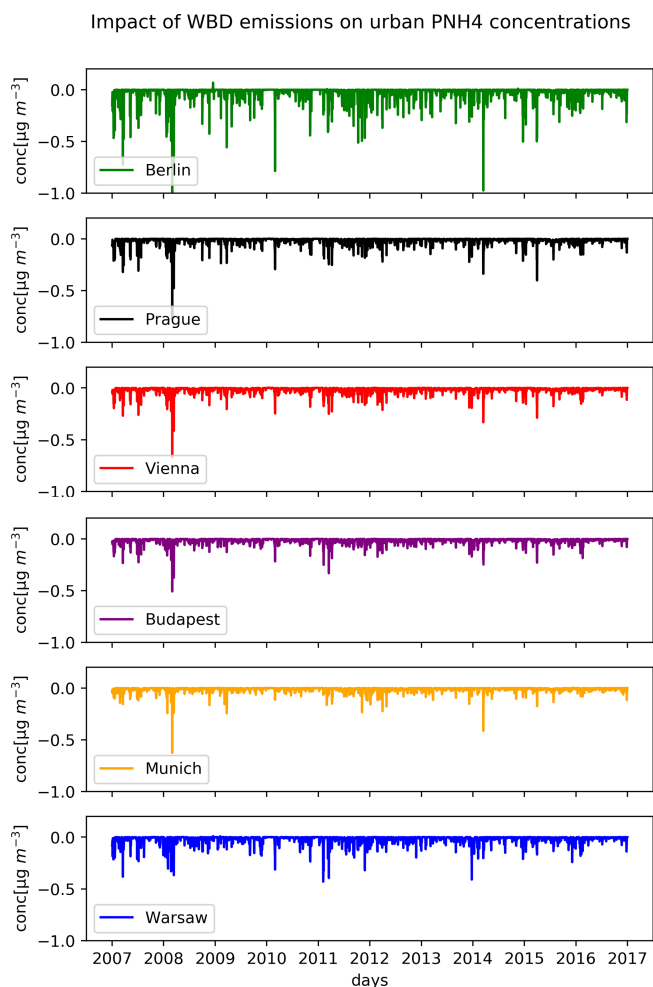 Impact of WBD emissions on urban PNH4 concentrations
0.0
−0.5
−1.0
conc[µg m⁻³]
Berlin
0.0
−0.5
−1.0
conc[µg m⁻³]
Prague
0.0
−0.5
−1.0
conc[µg m⁻³]
Vienna
0.0
−0.5
−1.0
conc[µg m⁻³]
Budapest
0.0
−0.5
−1.0
conc[µg m⁻³]
Munich
0.0
−0.5
−1.0
conc[µg m⁻³]
Warsaw
2007 2008 2009 2010 2011 2012 2013 2014 2015 2016 2017
days